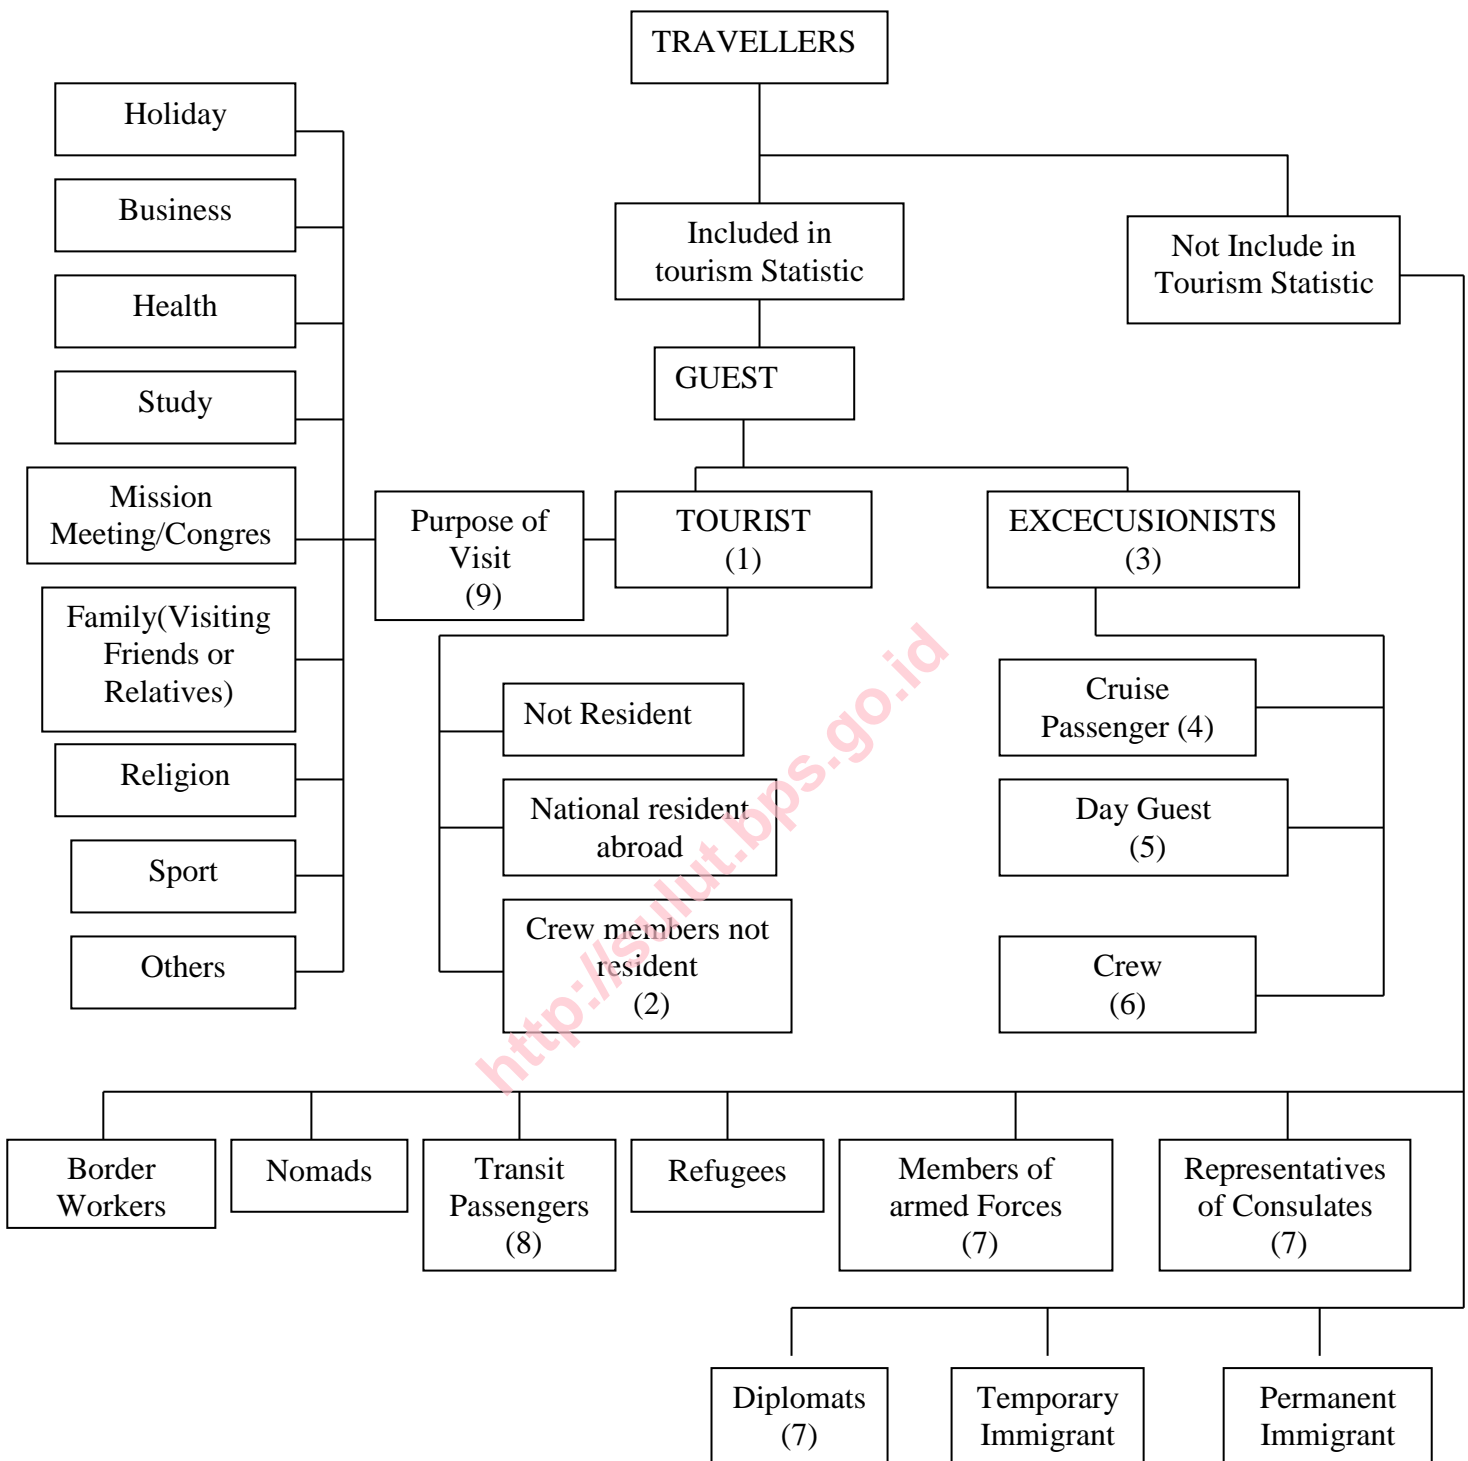 TRAVELLERS
Holiday
Business
Health
Study
Mission
Meeting/Congres
Family(Visiting
Friends or
Relatives)
Religion
Sport
Others
Included in
tourism Statistic
Not Include in
Tourism Statistic
GUEST
Purpose of
Visit
(9)
TOURIST
(1)
EXCECUSIONISTS
(3)
Not Resident
National resident
abroad
Crew members not
resident
(2)
Cruise
Passenger (4)
Day Guest
(5)
Crew
(6)
http://sulut.bps.go.id
Border
Workers
Nomads
Transit
Passengers
(8)
Refugees
Members of
armed Forces
(7)
Representatives
of Consulates
(7)
Diplomats
(7)
Temporary
Immigrant
Permanent
Immigrant